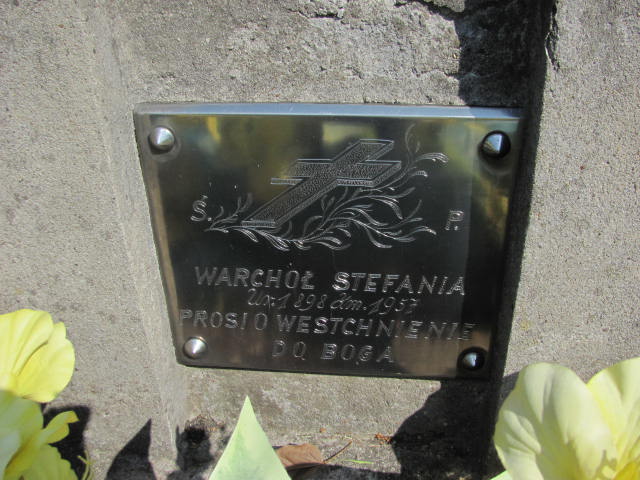 Ś. P.
WARCHOŁ STEFANIA
Ur. 1898 Zm. 1957
PROSI O WESTCHNIENIE
DO BOGA